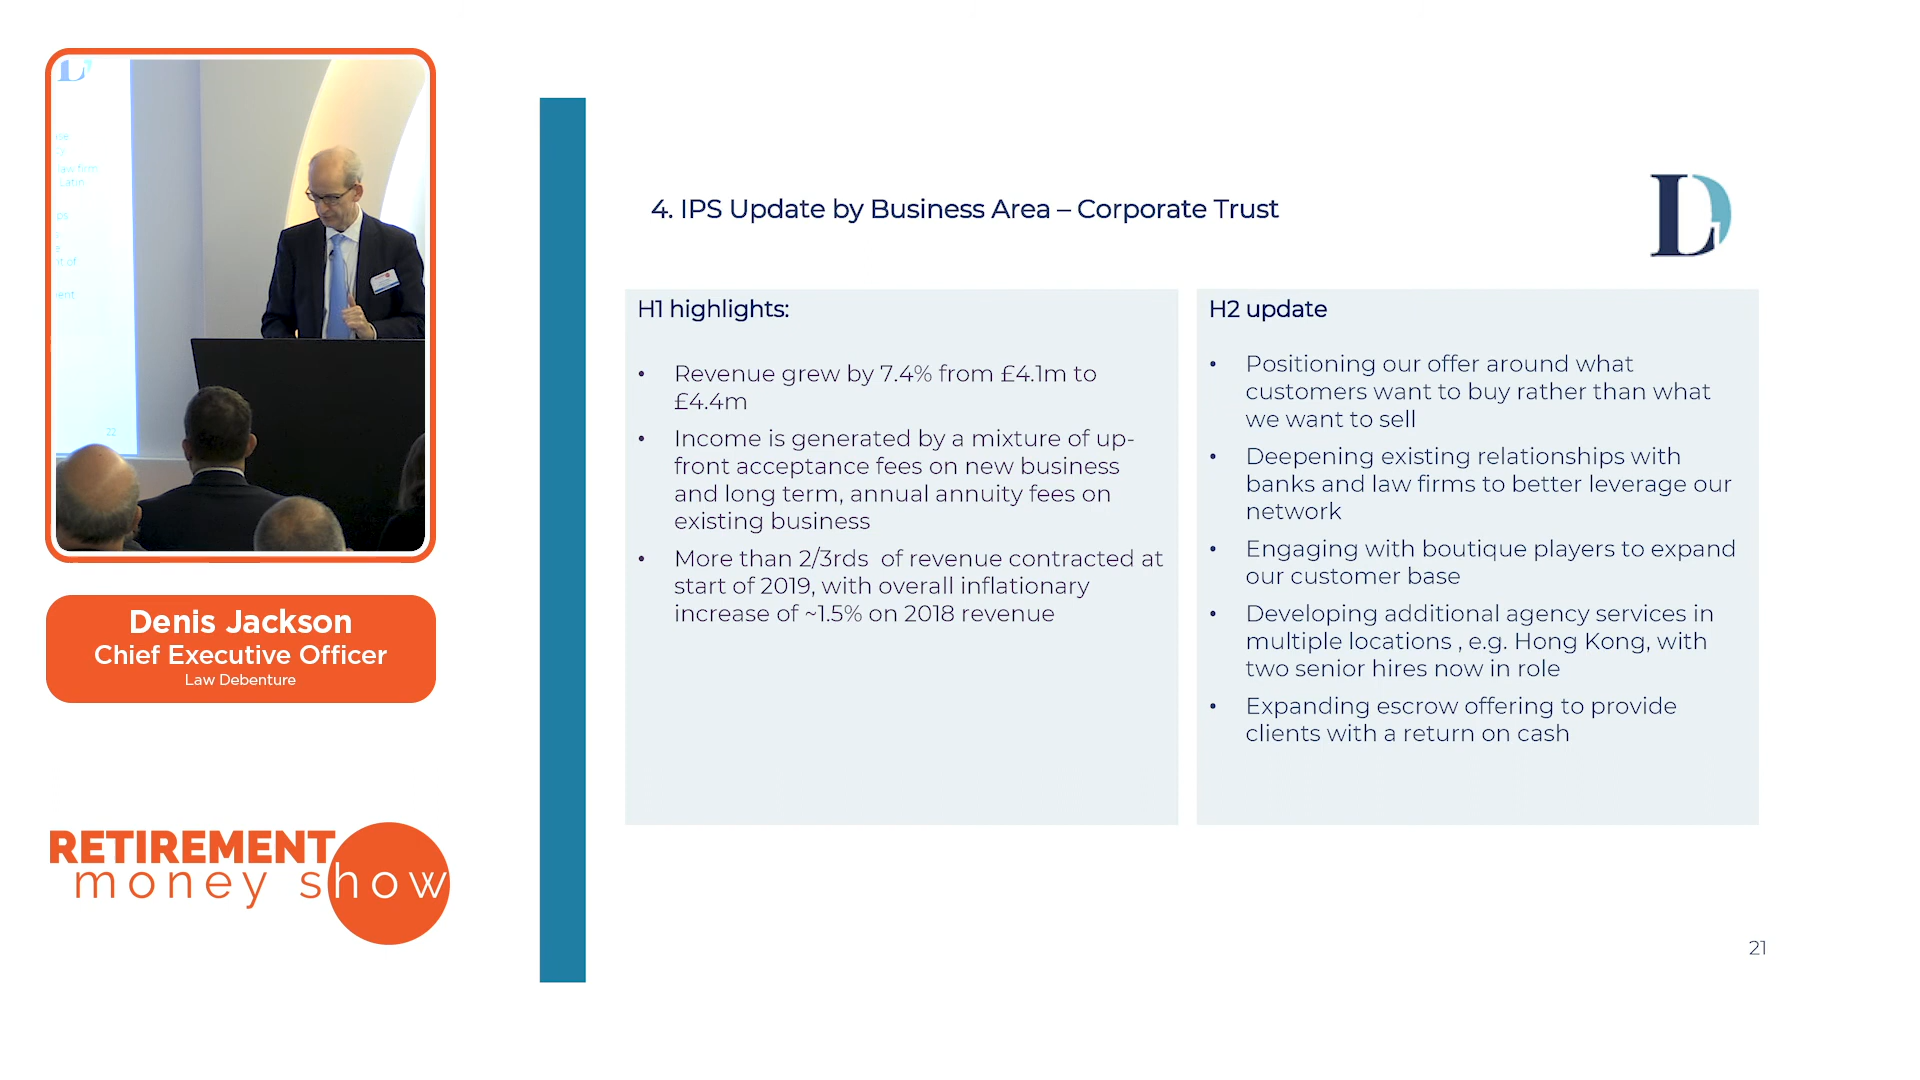 law firm
Latin
22
Denis Jackson
Chief Executive Officer
Law Debenture
RETIREMENT
money show
4. IPS Update by Business Area – Corporate Trust
LD
H1 highlights:
• Revenue grew by 7.4% from £4.1m to
£4.4m
• Income is generated by a mixture of up-
front acceptance fees on new business
and long term, annual annuity fees on
existing business
• More than 2/3rds  of revenue contracted at
start of 2019, with overall inflationary
increase of ~1.5% on 2018 revenue
H2 update
• Positioning our offer around what
customers want to buy rather than what
we want to sell
• Deepening existing relationships with
banks and law firms to better leverage our
network
• Engaging with boutique players to expand
our customer base
• Developing additional agency services in
multiple locations , e.g. Hong Kong, with
two senior hires now in role
• Expanding escrow offering to provide
clients with a return on cash
21